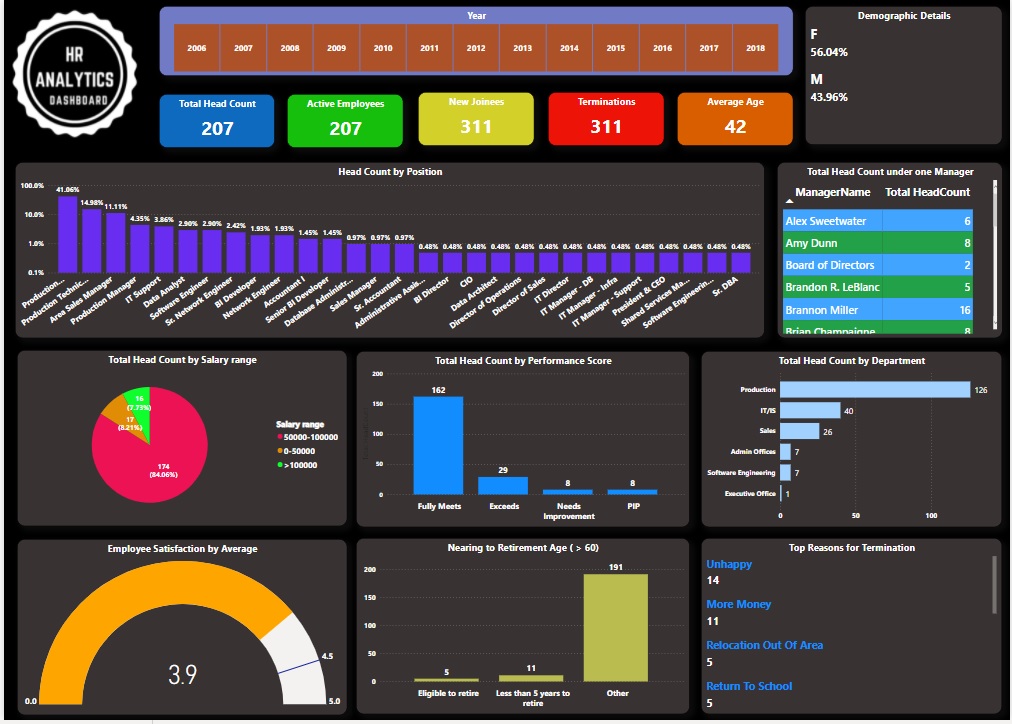 HR
ANALYTICS
DASHBOARD
Year
2006 2007 2008 2009 2010 2011 2012 2013 2014 2015 2016 2017 2018
Demographic Details
F
56.04%
M
43.96%
Total Head Count
207
Active Employees
207
New Joinees
311
Terminations
311
Average Age
42
Head Count by Position
100.0%
10.0%
1.0%
0.1%
41.06% 14.98% 11.11% 4.35% 3.86% 2.90% 2.90% 2.42% 1.93% 1.93% 1.45% 1.45% 0.97% 0.97% 0.97% 0.48% 0.48% 0.48% 0.48% 0.48% 0.48% 0.48% 0.48% 0.48% 0.48% 0.48% 0.48% 0.48% 0.48%
Production...
Production Technic...
Area Sales Manager
Production Manager
IT Support
Data Analyst
Software Engineer
Sr. Network Engineer
BI Developer
Network Engineer
Accountant I
Senior BI Developer
Database Administr...
Sales Manager
Sr. Accountant
Administrative Assis...
BI Director
CIO
Data Architect
Director of Operations
Director of Sales
IT Director
IT Manager - DB
IT Manager - Infra
IT Manager - Support
President & CEO
Shared Services Ma...
Software Engineerin...
Sr. DBA
Total Head Count under one Manager
ManagerName Total HeadCount
Alex Sweetwater 6
Amy Dunn 8
Board of Directors 2
Brandon R. LeBlanc 5
Brannon Miller 16
Brian Champaigne 8
Total Head Count by Salary range
16
(7.73%)
17
(8.21%)
174
(84.06%)
Salary range
50000-100000
0-50000
>100000
Total Head Count by Performance Score
200
150
100
50
0
162
29
8
8
Fully Meets
Exceeds
Needs
Improvement
PIP
Total Head Count by Department
Production 126
IT/IS 40
Sales 26
Admin Offices 7
Software Engineering 7
Executive Office 1
0 50 100
Employee Satisfaction by Average
3.9
0.0
4.5
5.0
Nearing to Retirement Age ( > 60)
200
150
100
50
0
5
11
191
Eligible to retire
Less than 5 years to
retire
Other
Top Reasons for Termination
Unhappy
14
More Money
11
Relocation Out Of Area
5
Return To School
5